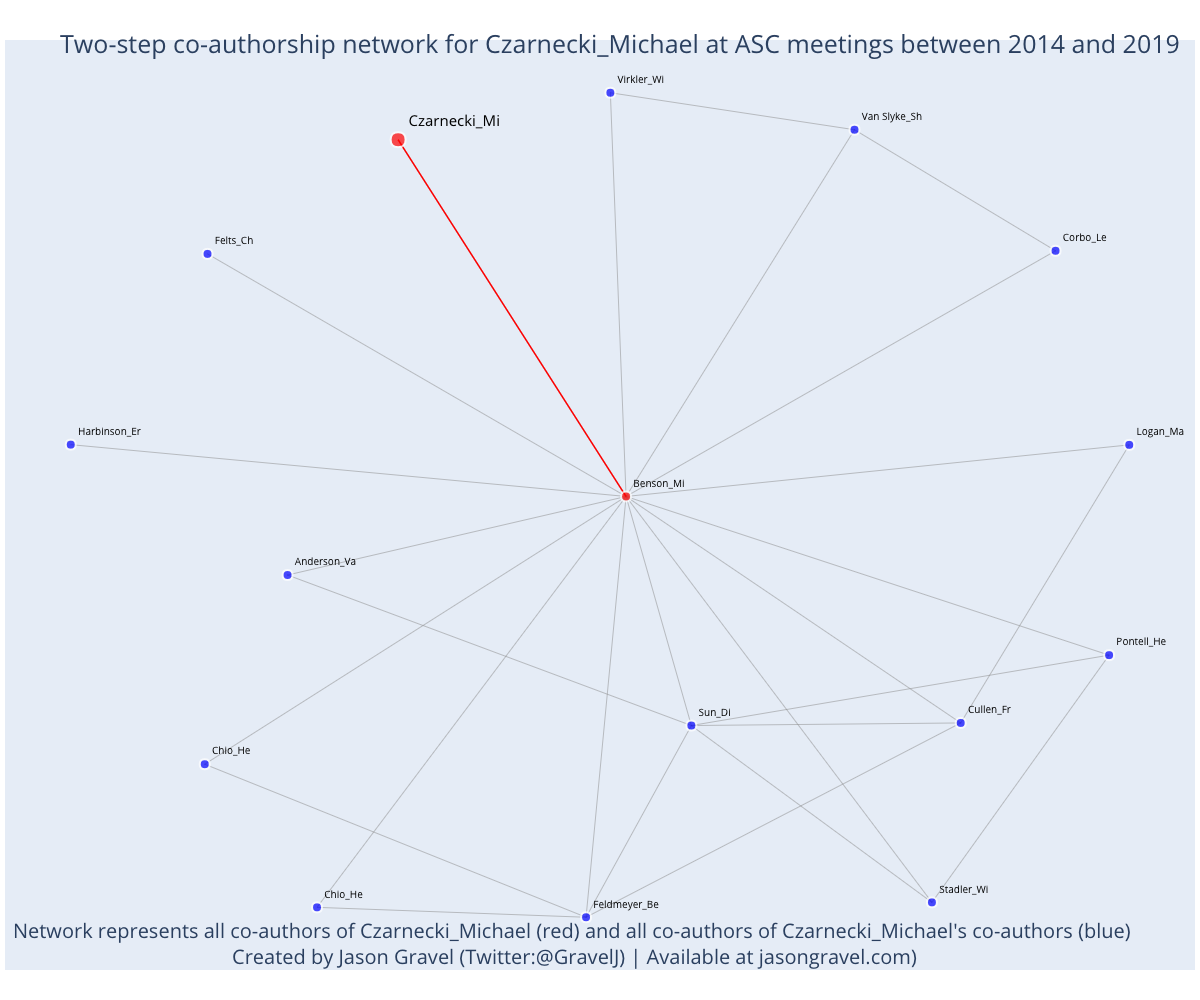 Two-step co-authorship network for Czarnecki_Michael at ASC meetings between 2014 and 2019
Virkler_Wi
Czarnecki_Mi
Van Slyke_Sh
Felts_Ch
Corbo_Le
Harbinson_Er
Logan_Ma
Benson_Mi
Anderson_Va
Pontell_He
Sun_Di
Cullen_Fr
Chio_He
Chio_He
Stadler_Wi
Feldmeyer_Be
Network represents all co-authors of Czarnecki_Michael (red) and all co-authors of Czarnecki_Michael's co-authors (blue)
Created by Jason Gravel (Twitter:@GravelJ) | Available at jasongravel.com)